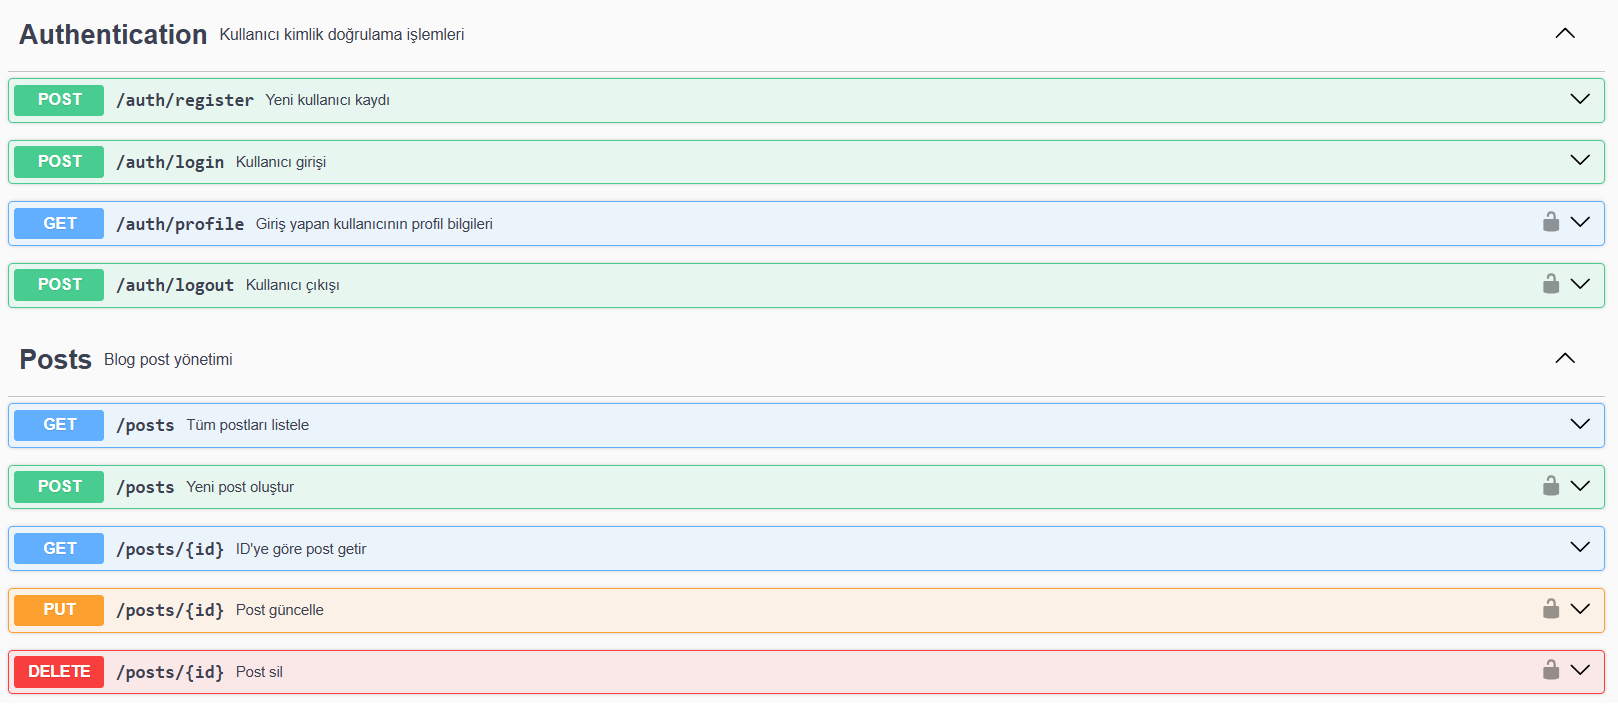 Authentication Kullanıcı kimlik doğrulama işlemleri
POST /auth/register Yeni kullanıcı kaydı
POST /auth/login Kullanıcı girişi
GET /auth/profile Giriş yapan kullanıcının profil bilgileri
POST /auth/logout Kullanıcı çıkışı
Posts Blog post yönetimi
GET /posts Tüm postları listele
POST /posts Yeni post oluştur
GET /posts/{id} ID'ye göre post getir
PUT /posts/{id} Post güncelle
DELETE /posts/{id} Post sil